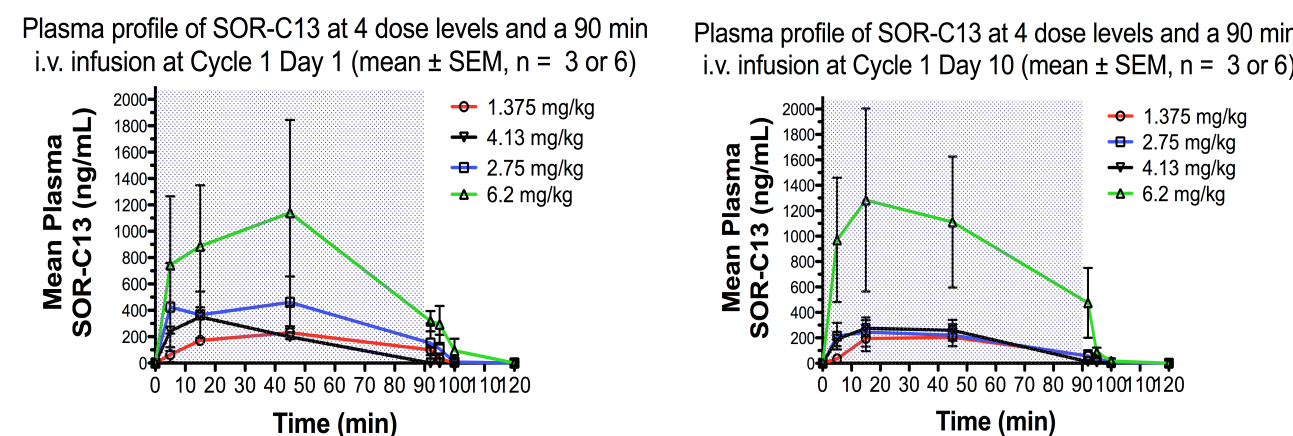 Plasma profile of SOR-C13 at 4 dose levels and a 90 min
i.v. infusion at Cycle 1 Day 1 (mean ± SEM, n = 3 or 6)
2000
1800
1600
1400
1200
1000
800
600
400
200
0
Mean Plasma
SOR-C13 (ng/mL)
0 10 20 30 40 50 60 70 80 90 100 110 120
Time (min)
1.375 mg/kg
4.13 mg/kg
2.75 mg/kg
6.2 mg/kg
Plasma profile of SOR-C13 at 4 dose levels and a 90 min
i.v. infusion at Cycle 1 Day 10 (mean ± SEM, n = 3 or 6)
2000
1800
1600
1400
1200
1000
800
600
400
200
0
Mean Plasma
SOR-C13 (ng/mL)
0 10 20 30 40 50 60 70 80 90 100 110 120
Time (min)
1.375 mg/kg
2.75 mg/kg
4.13 mg/kg
6.2 mg/kg